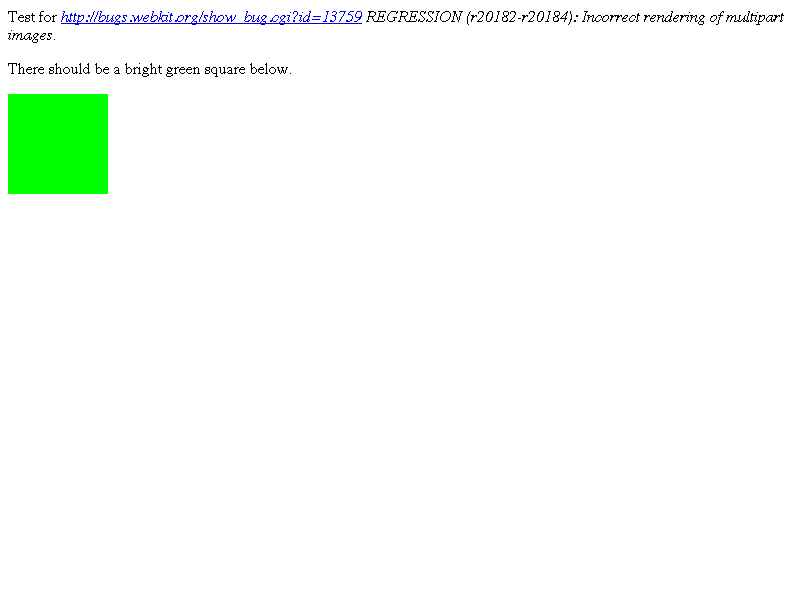 Test for http://bugs.webkit.org/show_bug.cgi?id=13759 REGRESSION (r20182-r20184): Incorrect rendering of multipart
images.
There should be a bright green square below.